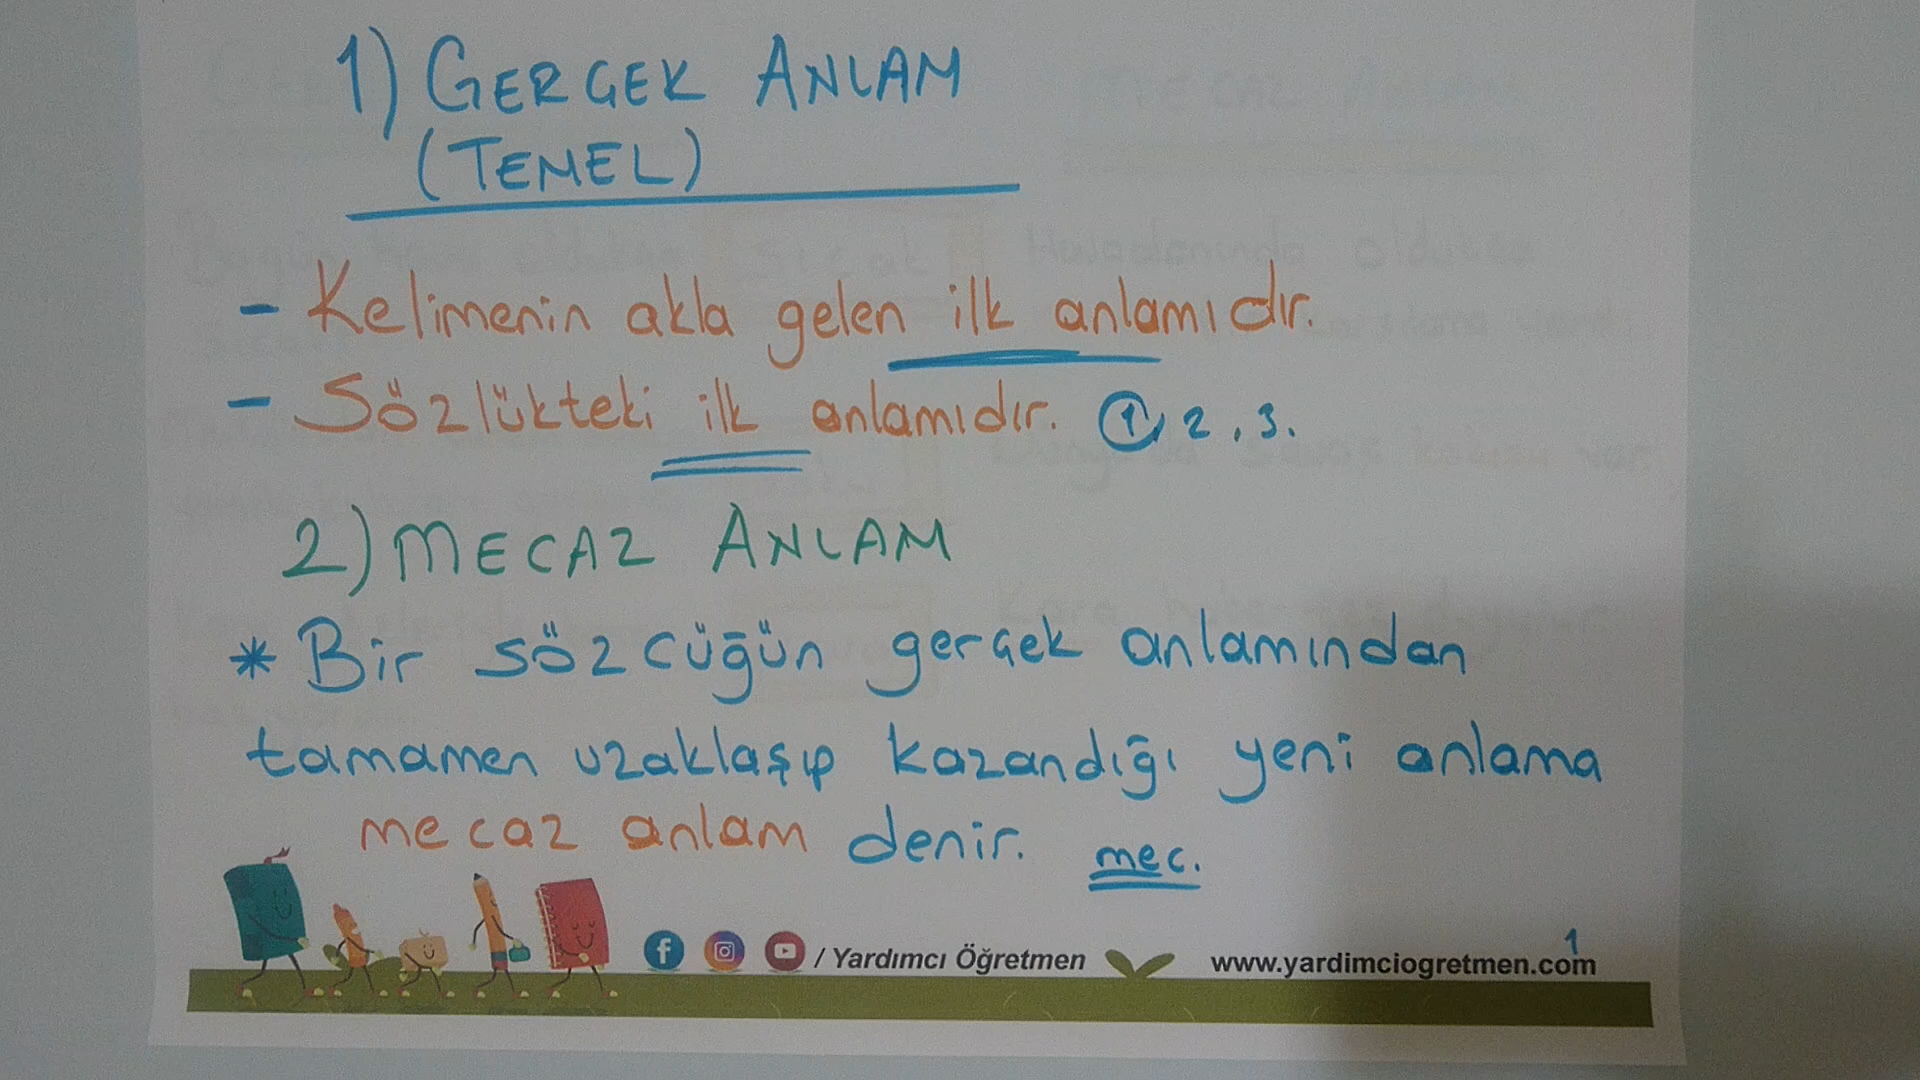 1) GERÇEK ANLAM
(TEMEL)
- Kelimenin akla gelen ilk anlamıdır.
- Sözlükteki ilk anlamıdır. 1, 2, 3.
2) MECAZ ANLAM
* Bir sözcüğün gerçek anlamından
tamamen uzaklaşıp kazandığı yeni anlama
mecaz anlam denir. mec.
1
/ Yardımcı Öğretmen www.yardimciogretmen.com